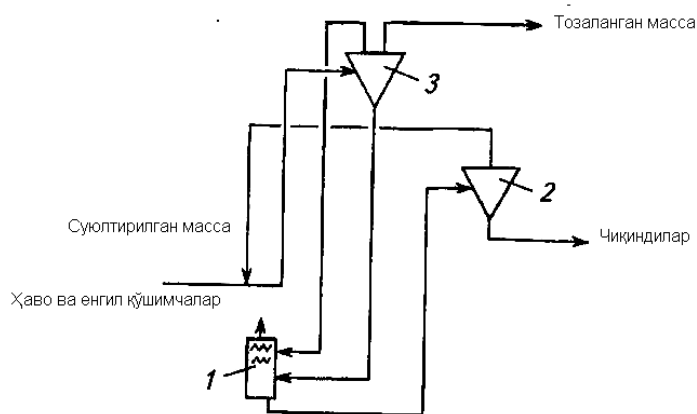 Тозаланган масса
3
2
Суюлтирилган масса
Чиқиндилар
Ҳаво ва енгил қўшимчалар
1